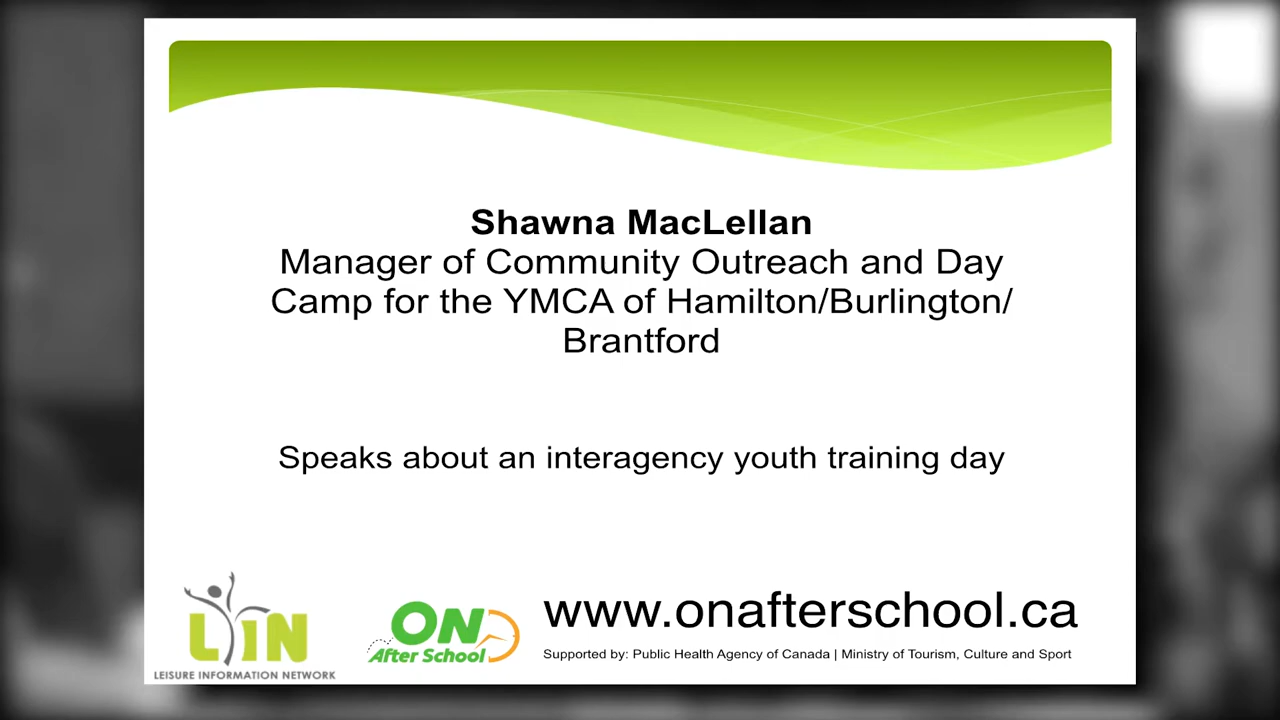 Shawna MacLellan
Manager of Community Outreach and Day
Camp for the YMCA of Hamilton/Burlington/
Brantford
Speaks about an interagency youth training day
LIN
LEISURE INFORMATION NETWORK
ON
After School
www.onafterschool.ca
Supported by: Public Health Agency of Canada | Ministry of Tourism, Culture and Sport